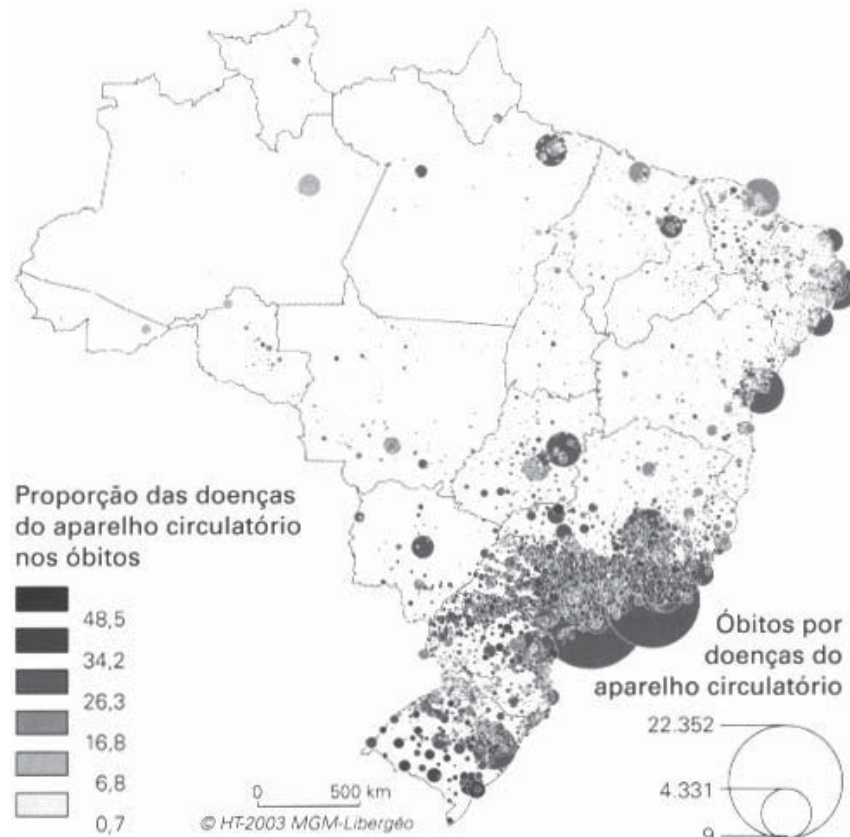 Proporção das doenças
do aparelho circulatório
nos óbitos
48,5
34,2
26,3
16,8
6,8
0,7
0 500 km
© HT-2003 MGM-Libergéo
Óbitos por
doenças do
aparelho circulatório
22.352
4.331
9